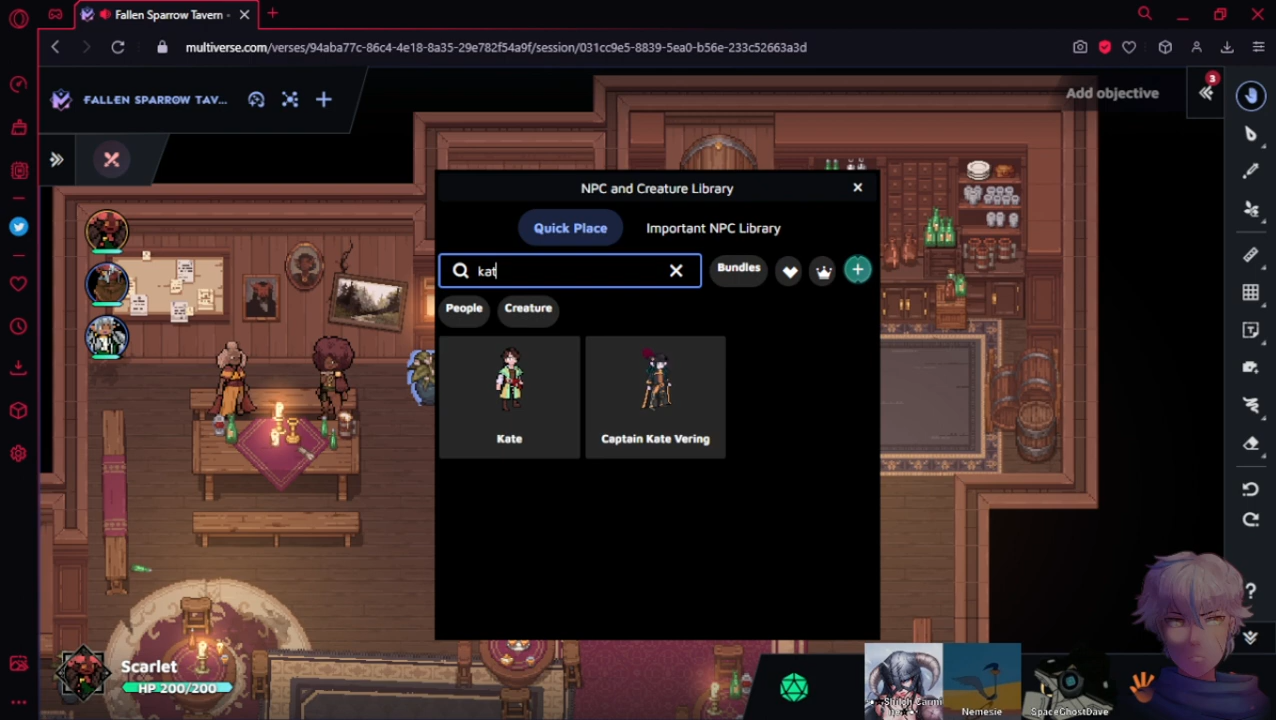 Fallen Sparrow Tavern -
multiverse.com/verses/94aba77c-86c4-4e18-8a35-29e782f54a9f/session/031cc9e5-8839-5ea0-b56e-233c52663a3d
FALLEN SPARROW TAV...
Add objective
3
NPC and Creature Library
Quick Place
Important NPC Library
kat
Bundles
People
Creature
Kate
Captain Kate Vering
Scarlet
HP 200/200
Nemesie
SpaceGhostDave